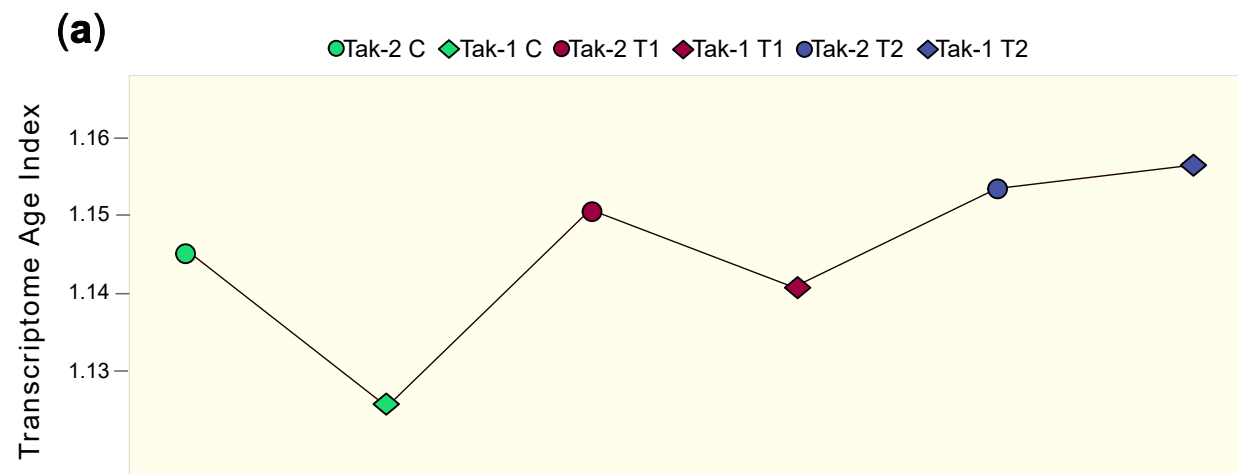 (a)
Tak-2 C Tak-1 C Tak-2 T1 Tak-1 T1 Tak-2 T2 Tak-1 T2
Transcriptome Age Index
1.16
1.15
1.14
1.13